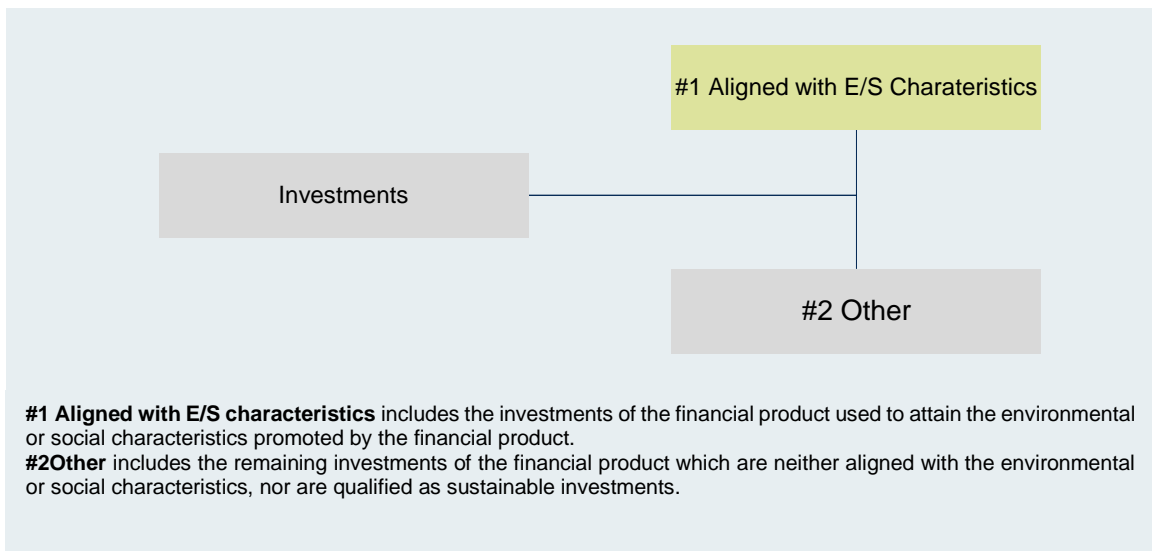 #1 Aligned with E/S Charateristics
Investments
#2 Other
#1 Aligned with E/S characteristics includes the investments of the financial product used to attain the environmental
or social characteristics promoted by the financial product.
#2Other includes the remaining investments of the financial product which are neither aligned with the environmental
or social characteristics, nor are qualified as sustainable investments.